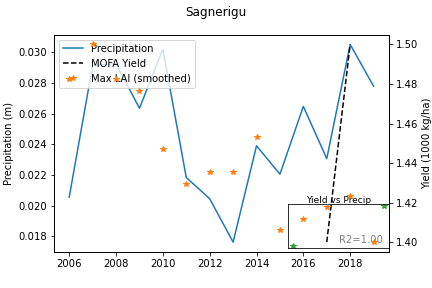 Sagnerigu
Precipitation
MOFA Yield
Max LAI (smoothed)
0.030
0.028
0.026
0.024
0.022
0.020
0.018
Precipitation (m)
1.50
1.48
1.46
1.44
1.42
1.40
Yield (1000 kg/ha)
Yield vs Precip
R2=1.00
2006 2008 2010 2012 2014 2016 2018